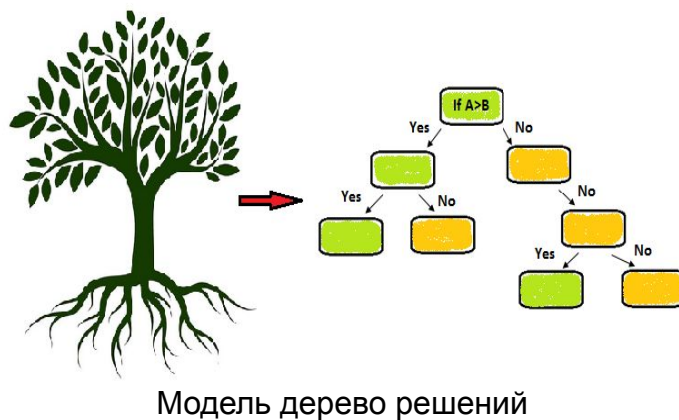 If A>B
Yes No
Yes No No
Yes No
Модель дерево решений